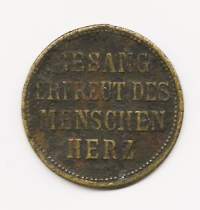 GESANG
ERFREUT DES
MENSCHEN
HERZ